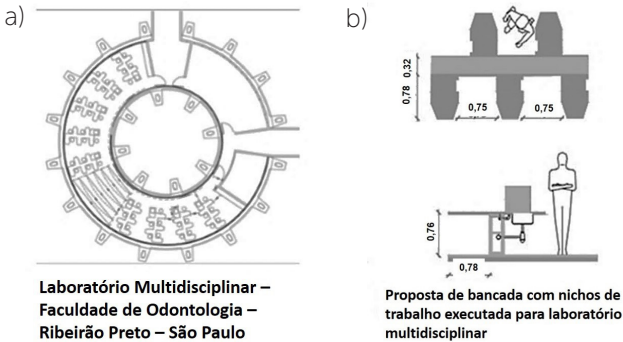 a)
Laboratório Multidisciplinar –
Faculdade de Odontologia –
Ribeirão Preto – São Paulo
b)
0,32
0,78
0,75
0,75
0,76
0,78
Proposta de bancada com nichos de
trabalho executada para laboratório
multidisciplinar